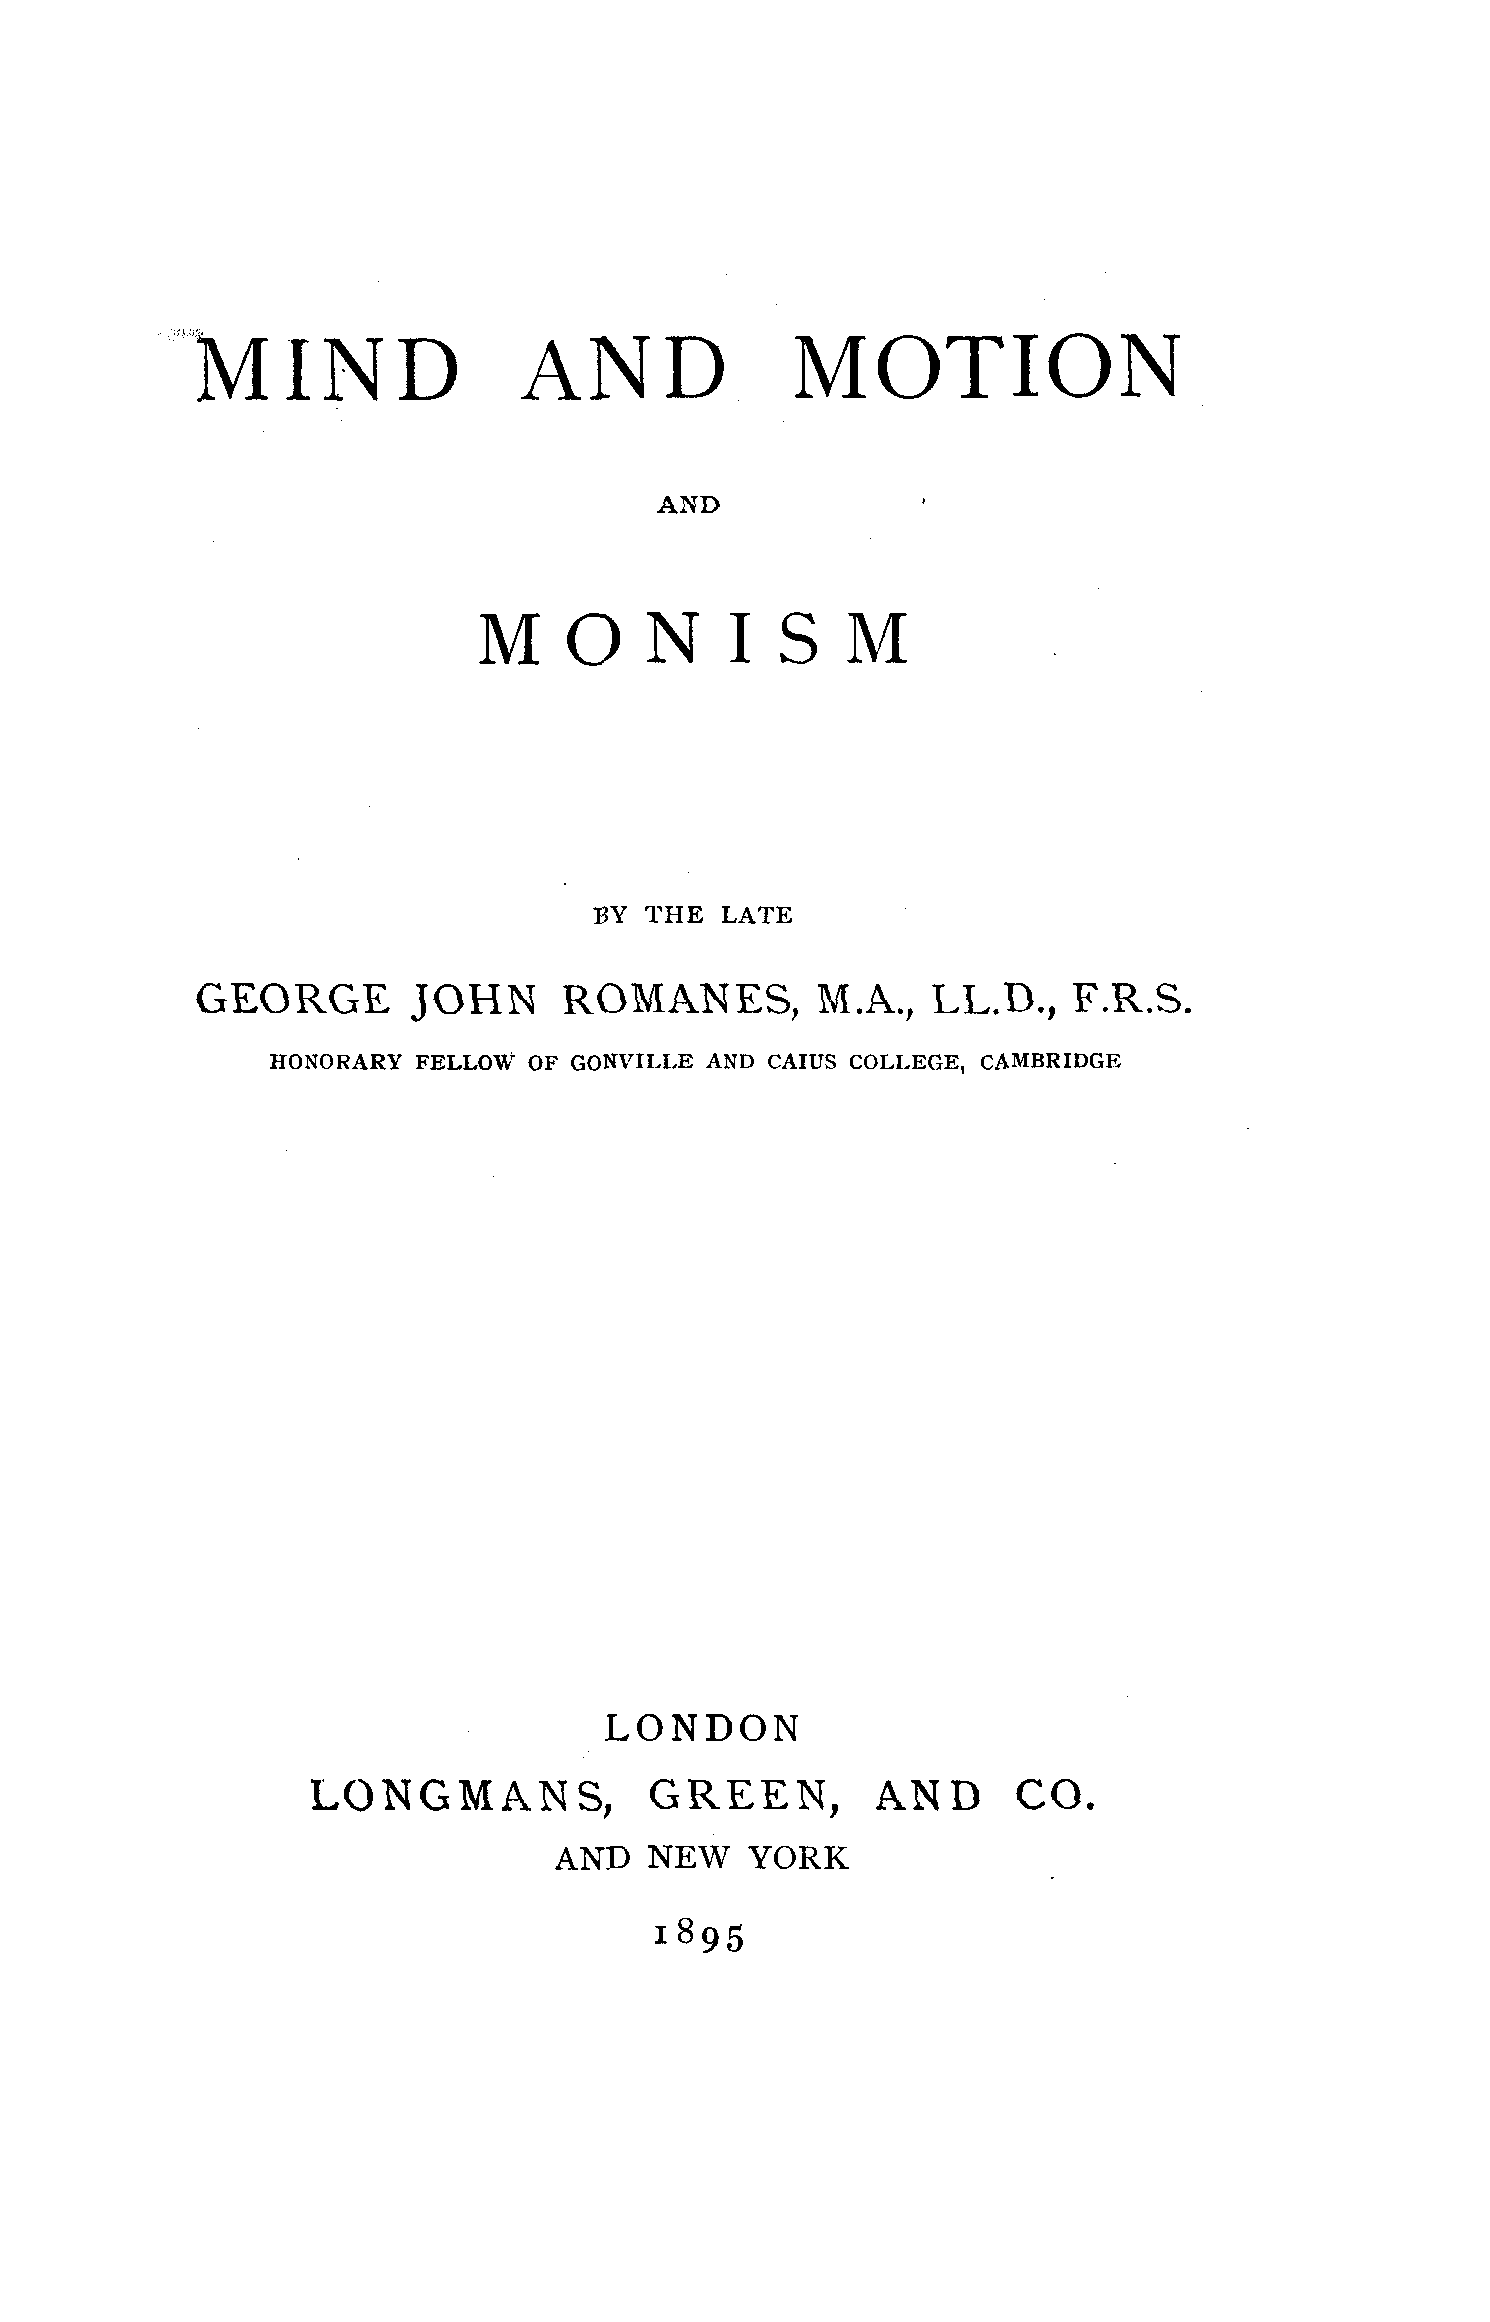 MIND AND MOTION
AND
MONISM
BY THE LATE
GEORGE JOHN ROMANES, M.A., LL.D., F.R.S.
HONORARY FELLOW OF GONVILLE AND CAIUS COLLEGE, CAMBRIDGE
LONDON
LONGMANS, GREEN, AND CO.
AND NEW YORK
1895